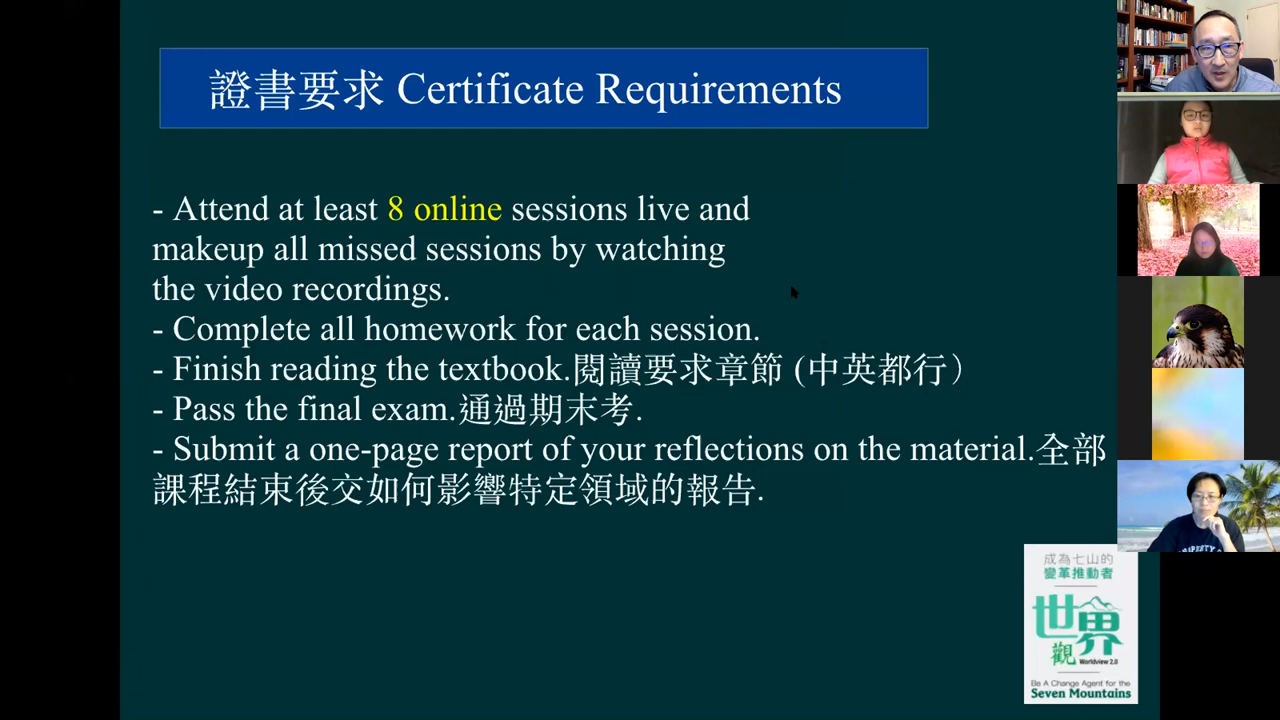 證書要求 Certificate Requirements
- Attend at least 8 online sessions live and
makeup all missed sessions by watching
the video recordings.
- Complete all homework for each session.
- Finish reading the textbook.閱讀要求章節 (中英都行）
- Pass the final exam.通過期末考.
- Submit a one-page report of your reflections on the material.全部
課程結束後交如何影響特定領域的報告.
成為七山的
變革推動者
世界
觀 Worldview 2.0
Be A Change Agent for the
Seven Mountains